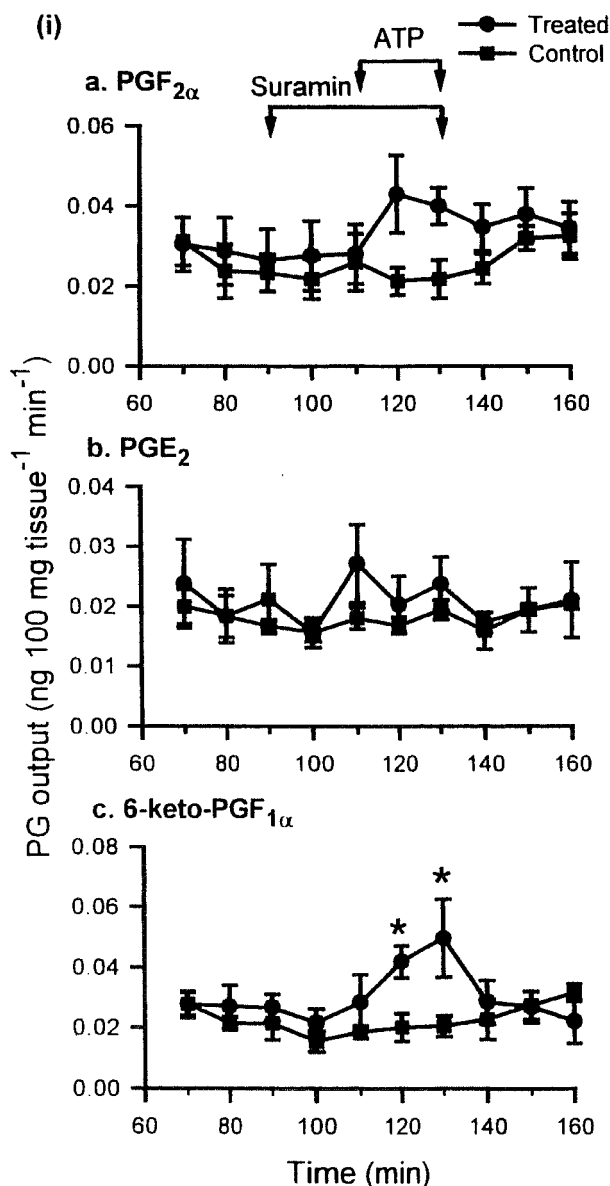 (i)
Treated
Control
ATP
a. PGF2α
Suramin
0.06
0.04
0.02
0.00
60 80 100 120 140 160
b. PGE2
0.04
0.03
0.02
0.01
0.00
60 80 100 120 140 160
c. 6-keto-PGF1α
0.08
* *
0.06
0.04
0.02
0.00
60 80 100 120 140 160
Time (min)
PG output (ng 100 mg tissue-1 min-1)